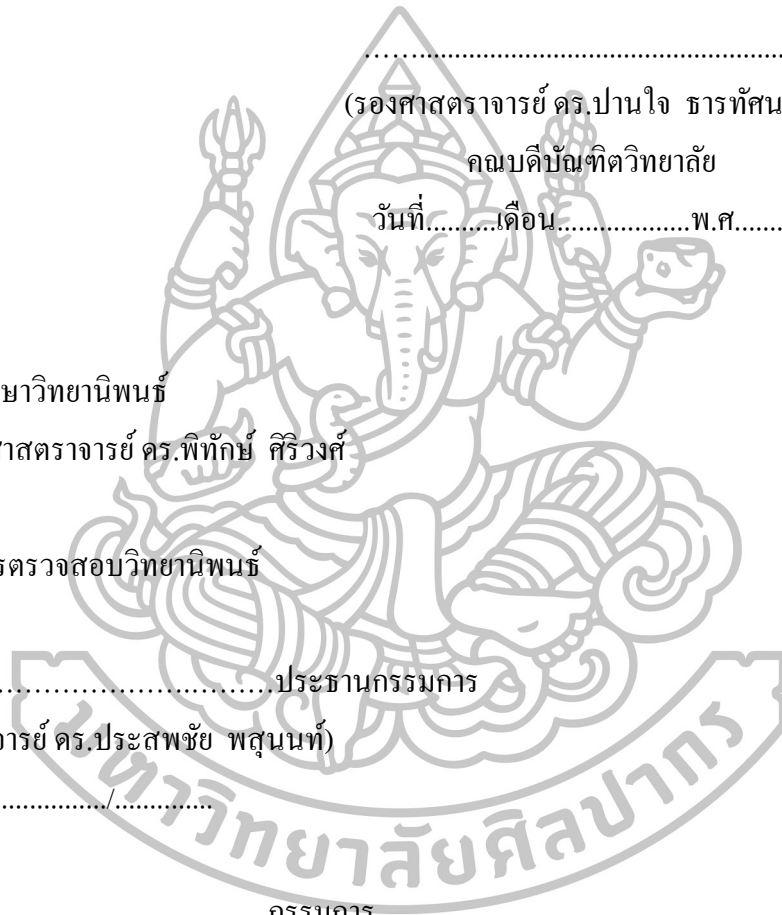 ...........................................................
(รองศาสตราจารย์ ดร.ปานใจ ธารทัศน
คณบดีบัณฑิตวิทยาลัย
วันที่..........เดือน...................พ.ศ.......
ษาวิทยานิพนธ์
ศาสตราจารย์ ดร.พิทักษ์ ศิริวงศ์
รตรวจสอบวิทยานิพนธ์
....................................ประธานกรรมการ
ารย์ ดร.ประสพชัย พสุนนท์)
................/..............
มหาวิทยาลัยศิลปากร
กรรมการ